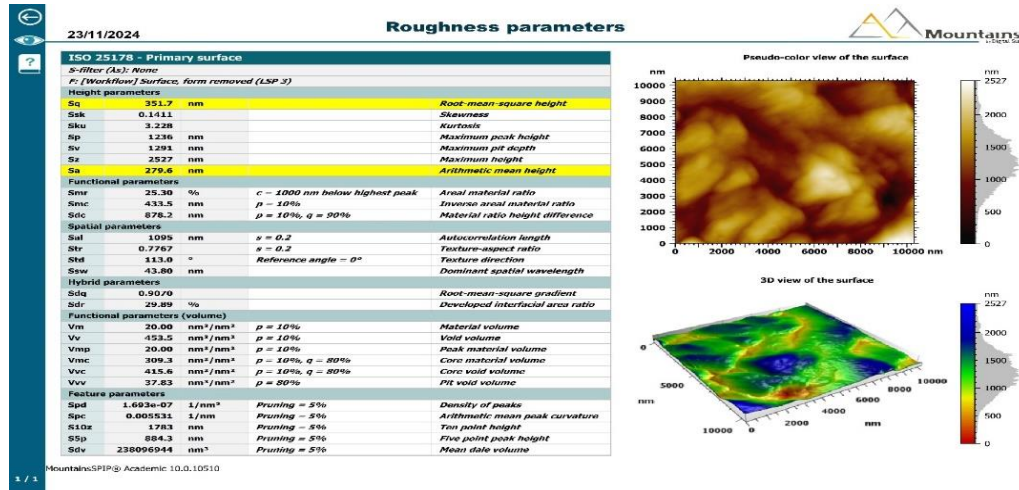 23/11/2024
Roughness parameters
Mountains
ISO 25178 - Primary surface
S-filter (λs): None
F: [Workflow] Surface, form removed (LSP 3)
Height parameters
Sq 351.7 nm Root-mean-square height
Ssk 0.1411 Skewness
Sku 3.228 Kurtosis
Sp 1236 nm Maximum peak height
Sv 1291 nm Maximum pit depth
Sz 2527 nm Maximum height
Sa 279.6 nm Arithmetic mean height
Functional parameters
Smr 25.30 % c = 1000 nm below highest peak Areal material ratio
Smc 433.5 nm p = 10% Inverse areal material ratio
Sdc 878.2 nm p = 10%, q = 90% Material ratio height difference
Spatial parameters
Sal 1095 nm s = 0.2 Autocorrelation length
Str 0.7767 s = 0.2 Texture-aspect ratio
Std 113.0 ° Reference angle = 0° Texture direction
Ssw 43.80 nm Dominant spatial wavelength
Hybrid parameters
Sdq 0.9070 Root-mean-square gradient
Sdr 29.89 % Developed interfacial area ratio
Functional parameters (volume)
Vm 20.00 nm³/nm² p = 10% Material volume
Vv 453.5 nm³/nm² p = 10% Void volume
Vmp 20.00 nm³/nm² p = 10% Peak material volume
Vmc 309.3 nm³/nm² p = 10%, q = 80% Core material volume
Vvc 415.6 nm³/nm² p = 10%, q = 80% Core void volume
Vvv 37.83 nm³/nm² p = 80% Pit void volume
Feature parameters
Spd 1.693e-07 1/nm² Pruning = 5% Density of peaks
Spc 0.005531 1/nm Pruning = 5% Arithmetic mean peak curvature
S10z 1783 nm Pruning = 5% Ten point height
S5p 884.3 nm Pruning = 5% Five point peak height
Sdv 238096944 nm³ Pruning = 5% Mean dale volume
MountainsSPIP® Academic 10.0.10510
1 / 1
?
Pseudo-color view of the surface
nm
10000
9000
8000
7000
6000
5000
4000
3000
2000
1000
0
0 2000 4000 6000 8000 10000 nm
nm
2527
2000
1500
1000
500
0
3D view of the surface
0
5000
nm
10000
0
2000
4000
6000
8000
10000
nm
nm
2527
2000
1500
1000
500
0